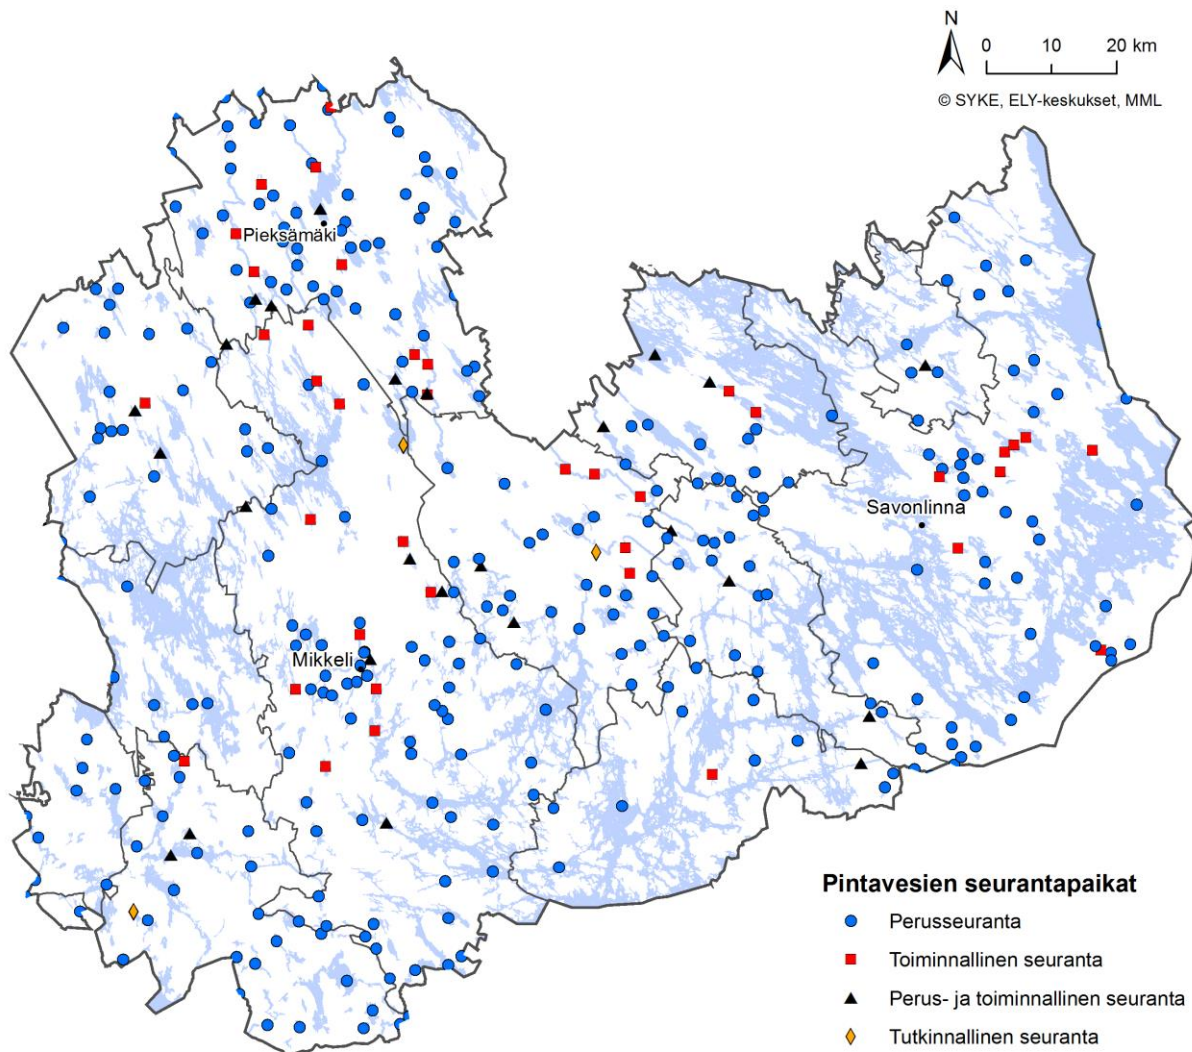 N
0 10 20 km
© SYKE, ELY-keskukset, MML
Pieksämäki
Savonlinna
Mikkeli
Pintavesien seurantapaikat
Perusseuranta
Toiminnallinen seuranta
Perus- ja toiminnallinen seuranta
Tutkinnallinen seuranta